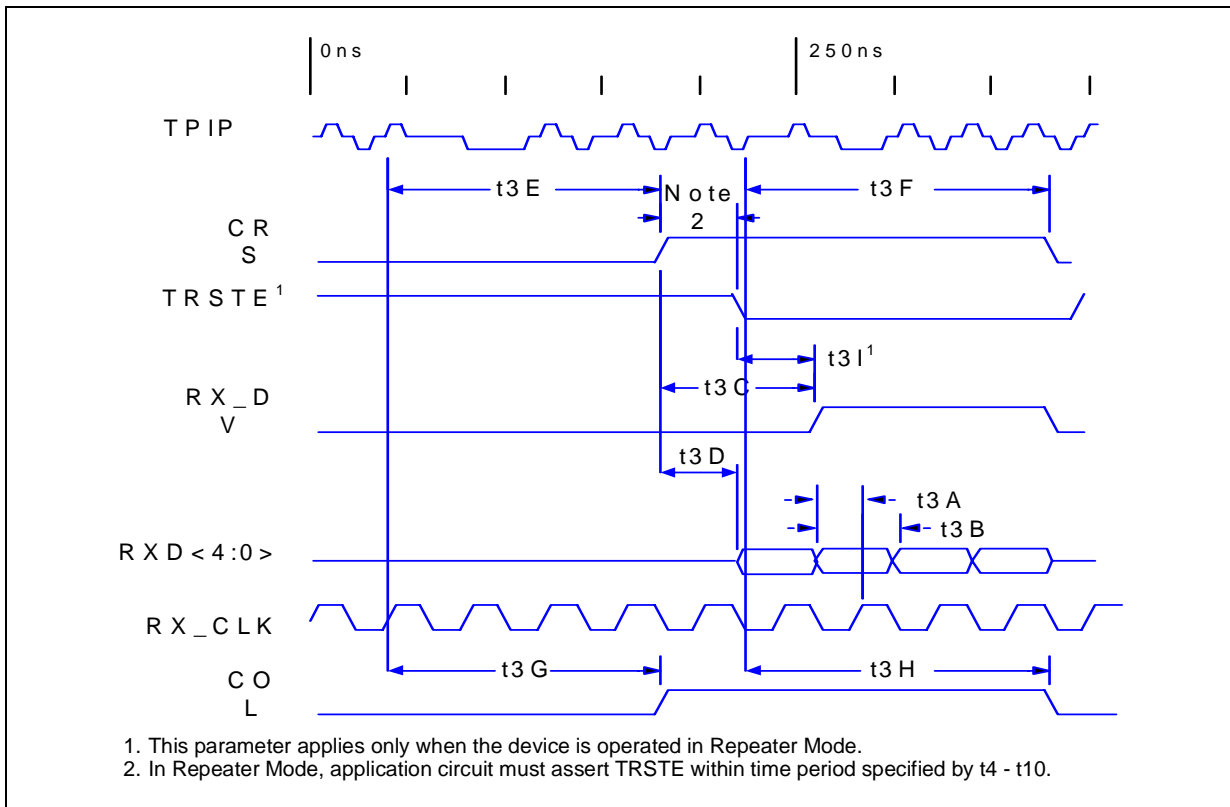 0ns 250ns
TPIP
t3E Note 2 t3F
CR
S
TRSTE1
t3I1
t3C
RX_D
V
t3D
t3A
t3B
RXD<4:0>
RX_CLK
t3G t3H
CO
L
1. This parameter applies only when the device is operated in Repeater Mode.
2. In Repeater Mode, application circuit must assert TRSTE within time period specified by t4 - t10.